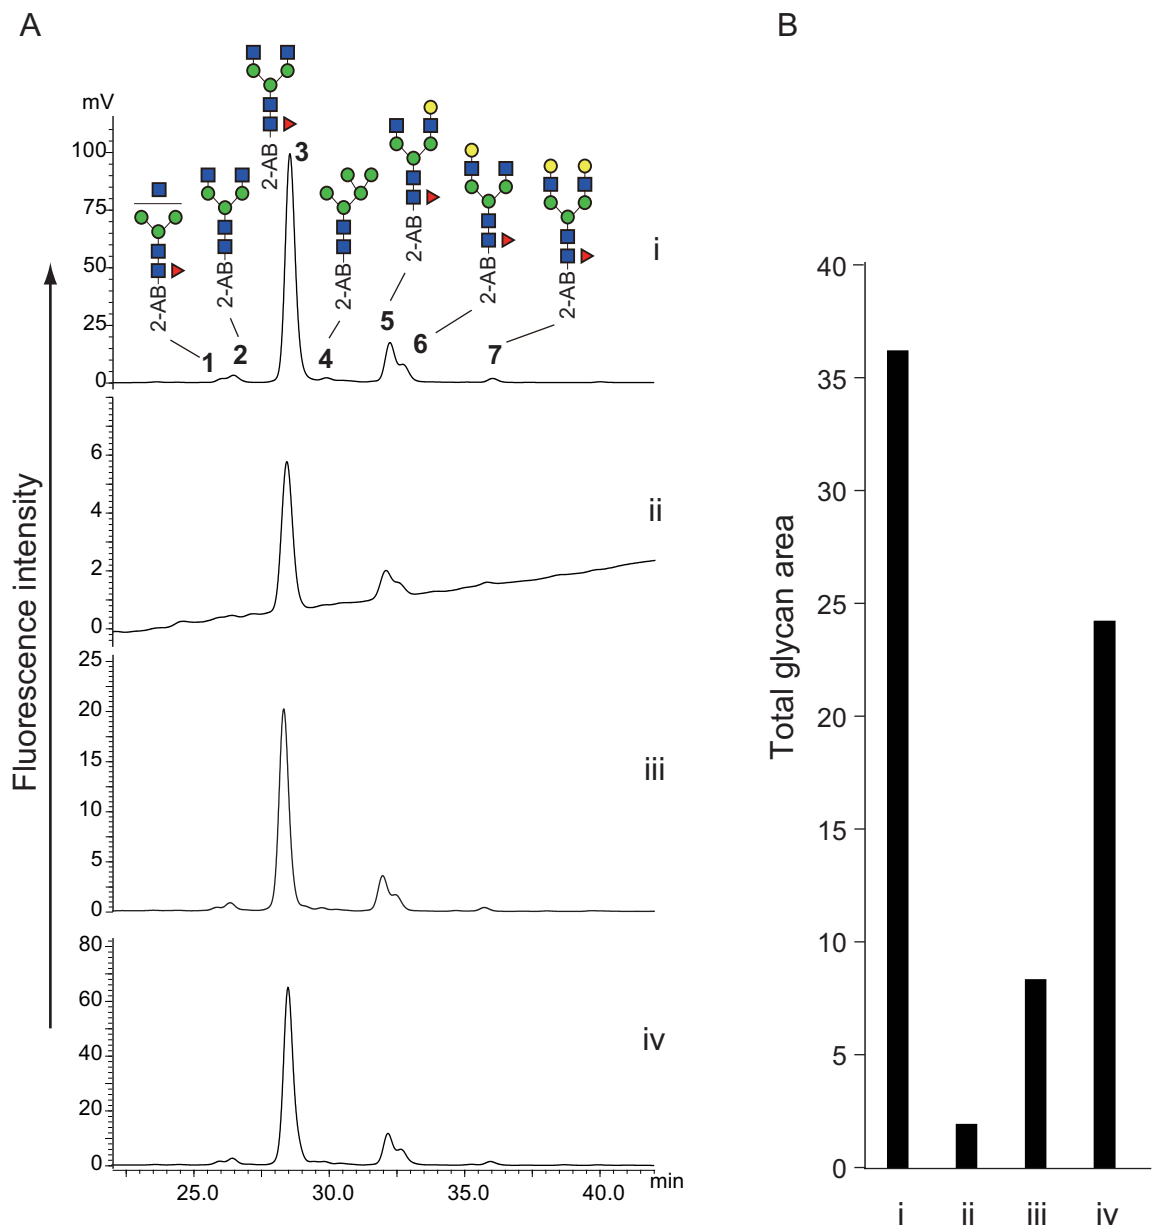 A
B
mV
100
75
50
25
0
2-AB
2-AB
2-AB
2-AB
2-AB
2-AB
2-AB
1
2
3
4
5
6
7
i
6
4
2
0
ii
25
20
15
10
5
0
iii
80
60
40
20
0
iv
25.0
30.0
35.0
40.0
min
Fluorescence intensity
Total glycan area
40
35
30
25
20
15
10
5
0
i
ii
iii
iv